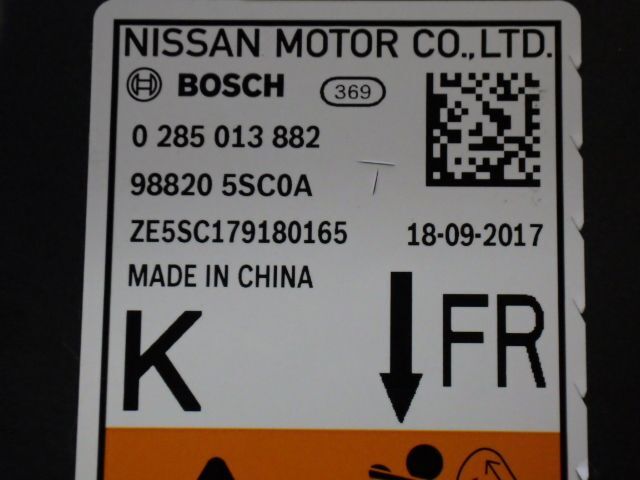 NISSAN MOTOR CO.,LTD.
BOSCH 369
0 285 013 882
98820 5SC0A
ZE5SC179180165 18-09-2017
MADE IN CHINA
K FR